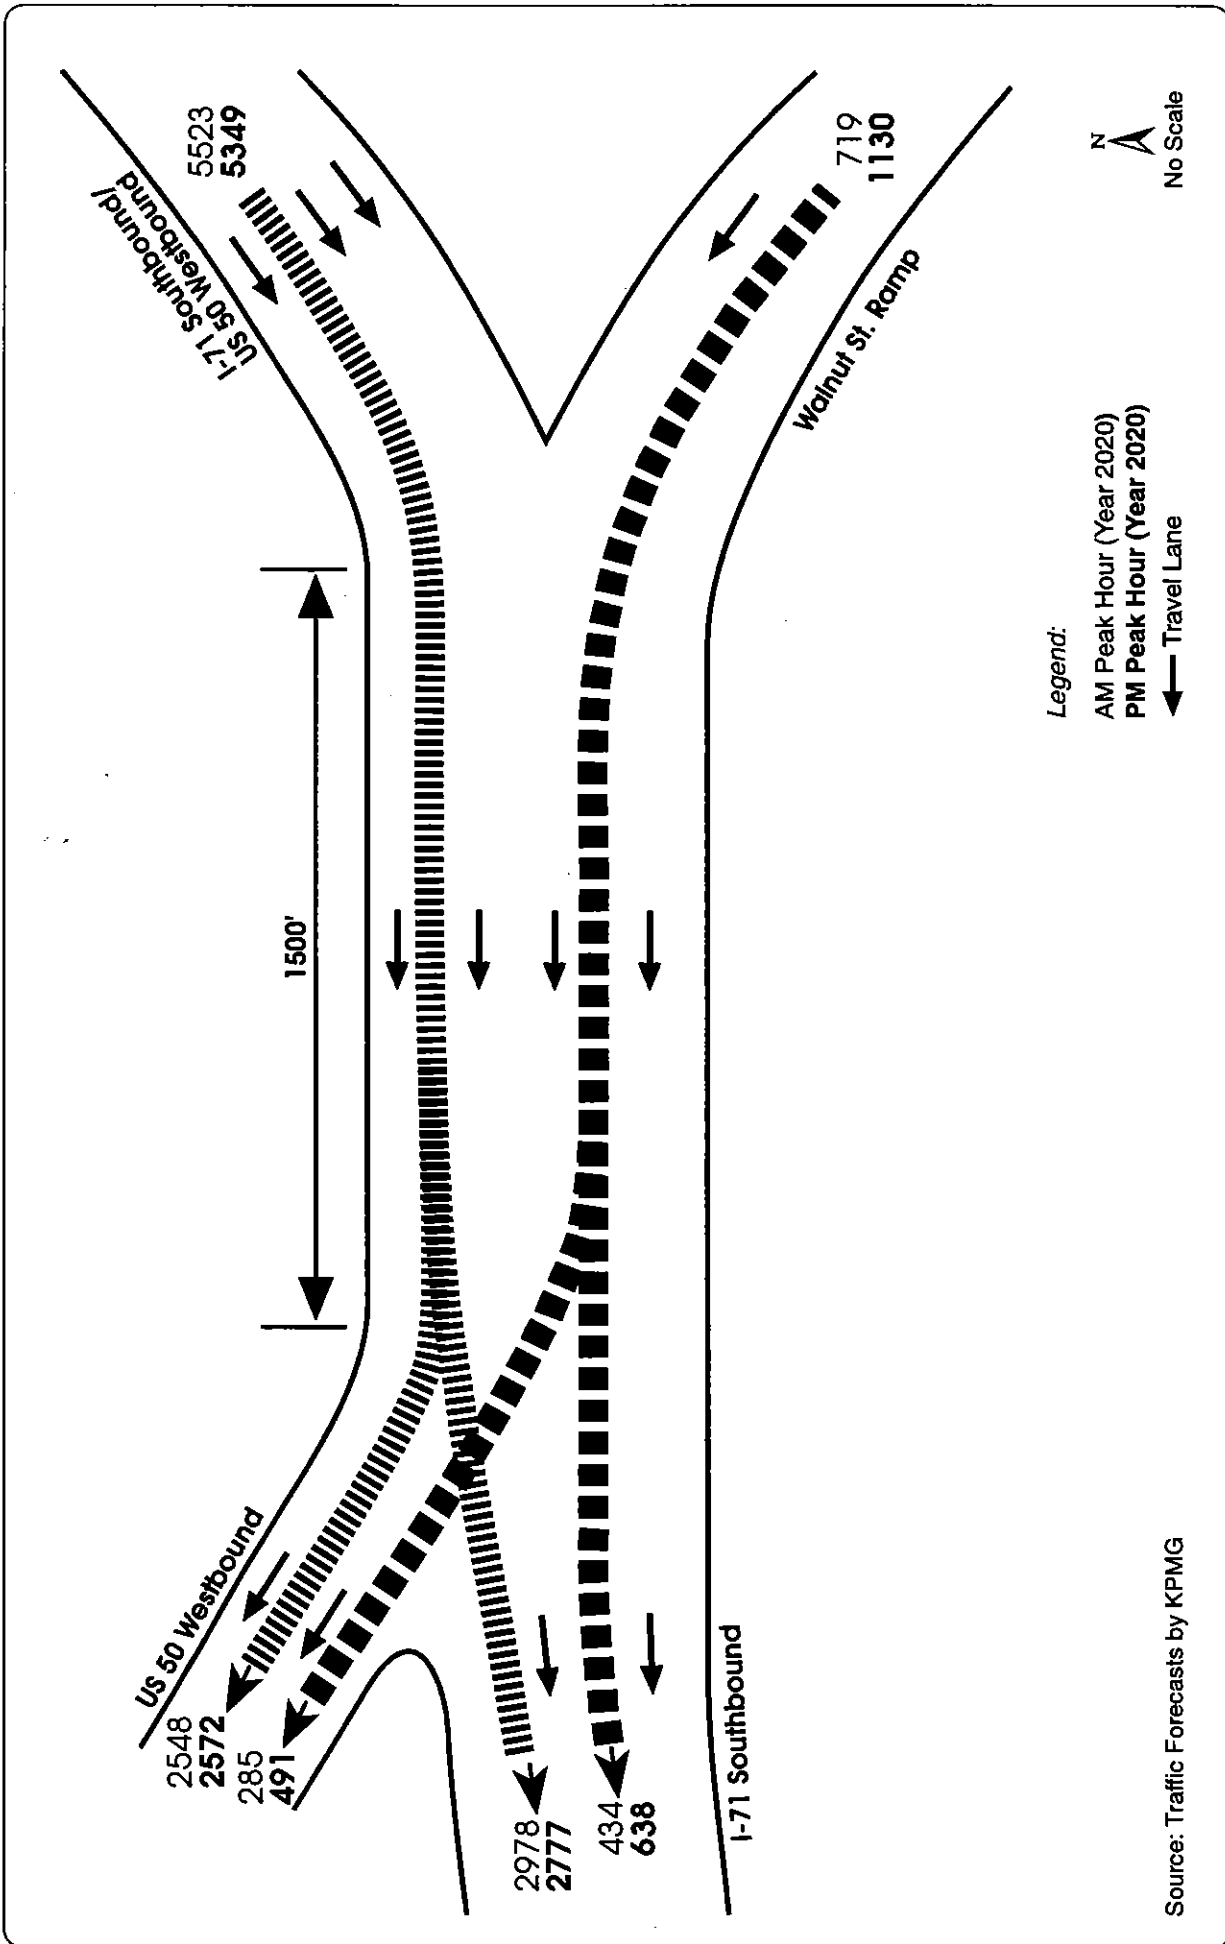 I-71 Southbound/
US 50 Westbound
5523
5349
719
1130
Walnut St. Ramp
1500'
US 50 Westbound
2548
2572
285
491
2978
2777
434
638
I-71 Southbound
Legend:
AM Peak Hour (Year 2020)
PM Peak Hour (Year 2020)
Travel Lane
N
No Scale
Source: Traffic Forecasts by KPMG